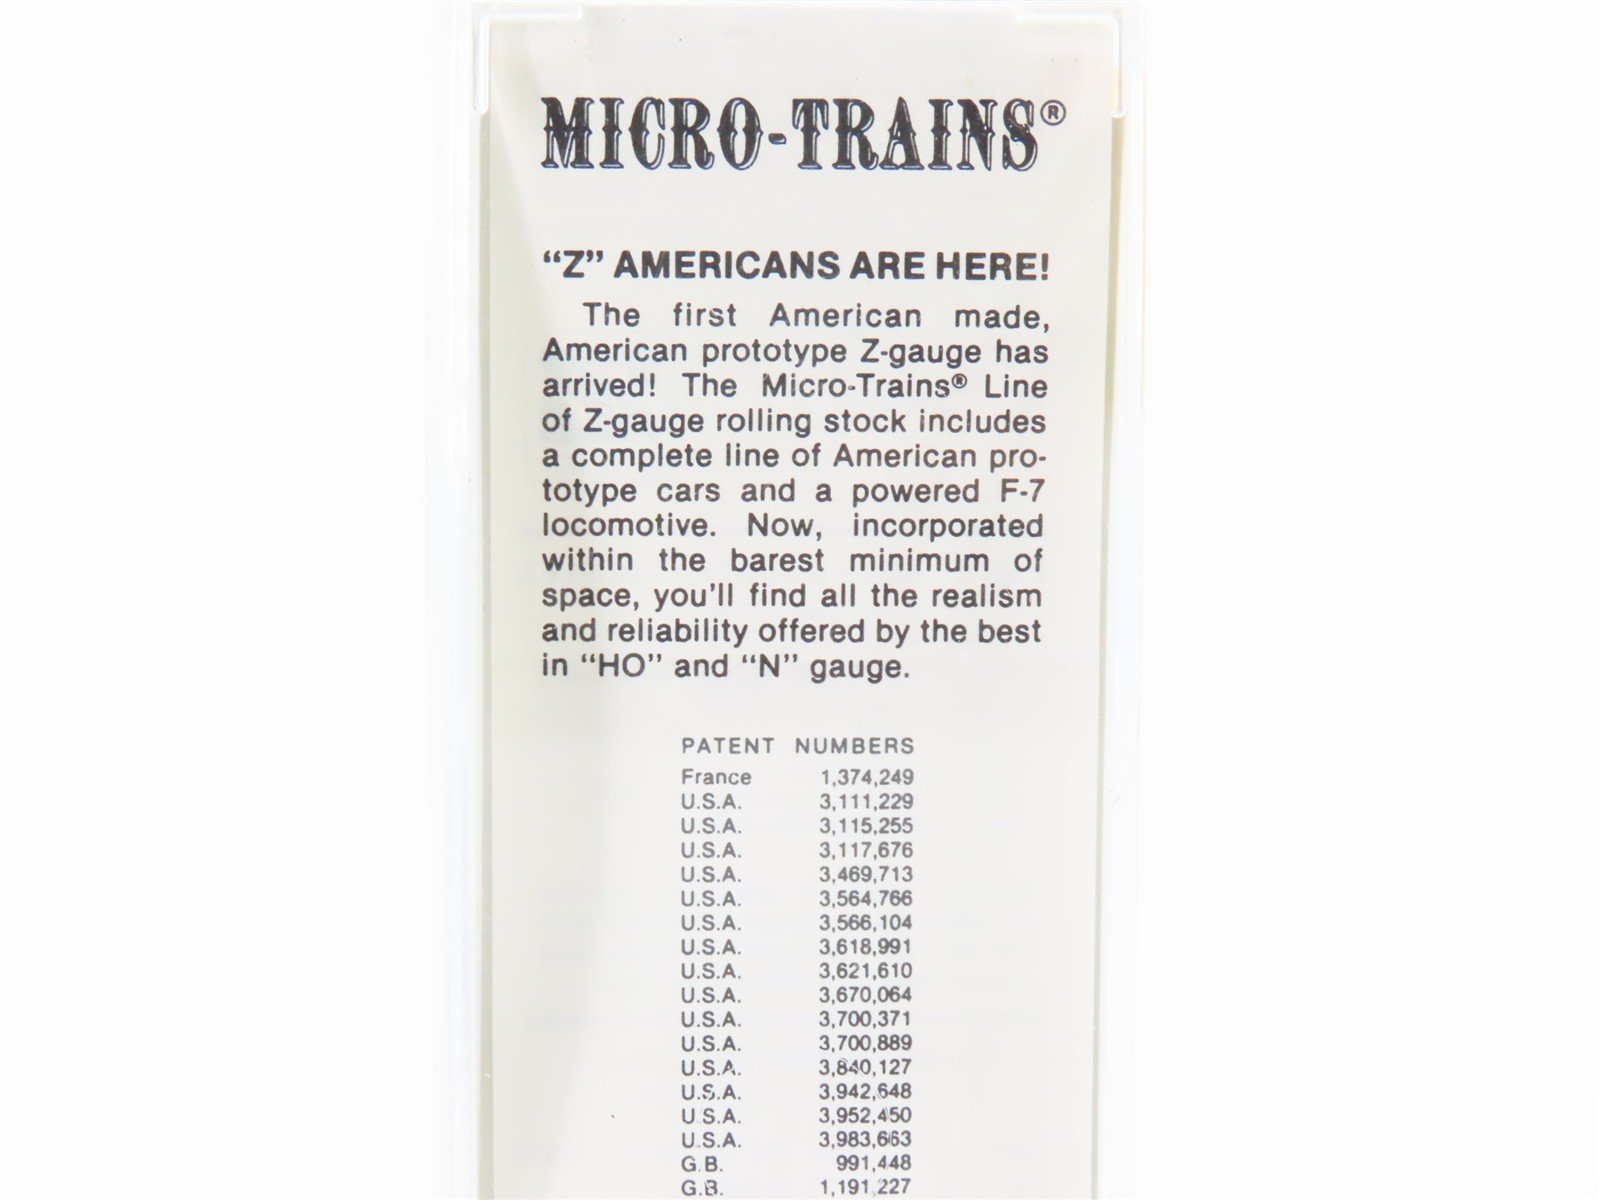 MICRO-TRAINS®
“Z” AMERICANS ARE HERE!
The first American made,
American prototype Z-gauge has
arrived! The Micro-Trains® Line
of Z-gauge rolling stock includes
a complete line of American pro-
totype cars and a powered F-7
locomotive. Now, incorporated
within the barest minimum of
space, you'll find all the realism
and reliability offered by the best
in “HO” and “N” gauge.
PATENT NUMBERS
France 1,374,249
U.S.A. 3,111,229
U.S.A. 3,115,255
U.S.A. 3,117,676
U.S.A. 3,469,713
U.S.A. 3,564,766
U.S.A. 3,566,104
U.S.A. 3,618,991
U.S.A. 3,621,610
U.S.A. 3,670,064
U.S.A. 3,700,371
U.S.A. 3,700,889
U.S.A. 3,840,127
U.S.A. 3,942,648
U.S.A. 3,952,450
U.S.A. 3,983,663
G.B. 991,448
G.B. 1,191,227